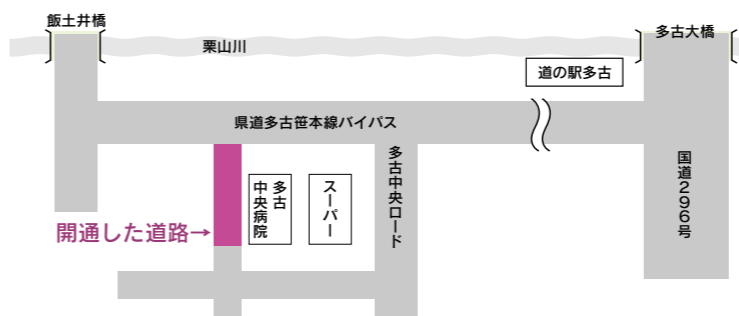 飯土井橋
多古大橋
栗山川
道の駅多古
県道多古笹本線バイパス
多古
中央病院
スーパー
多古中央ロード
国道296号
開通した道路→